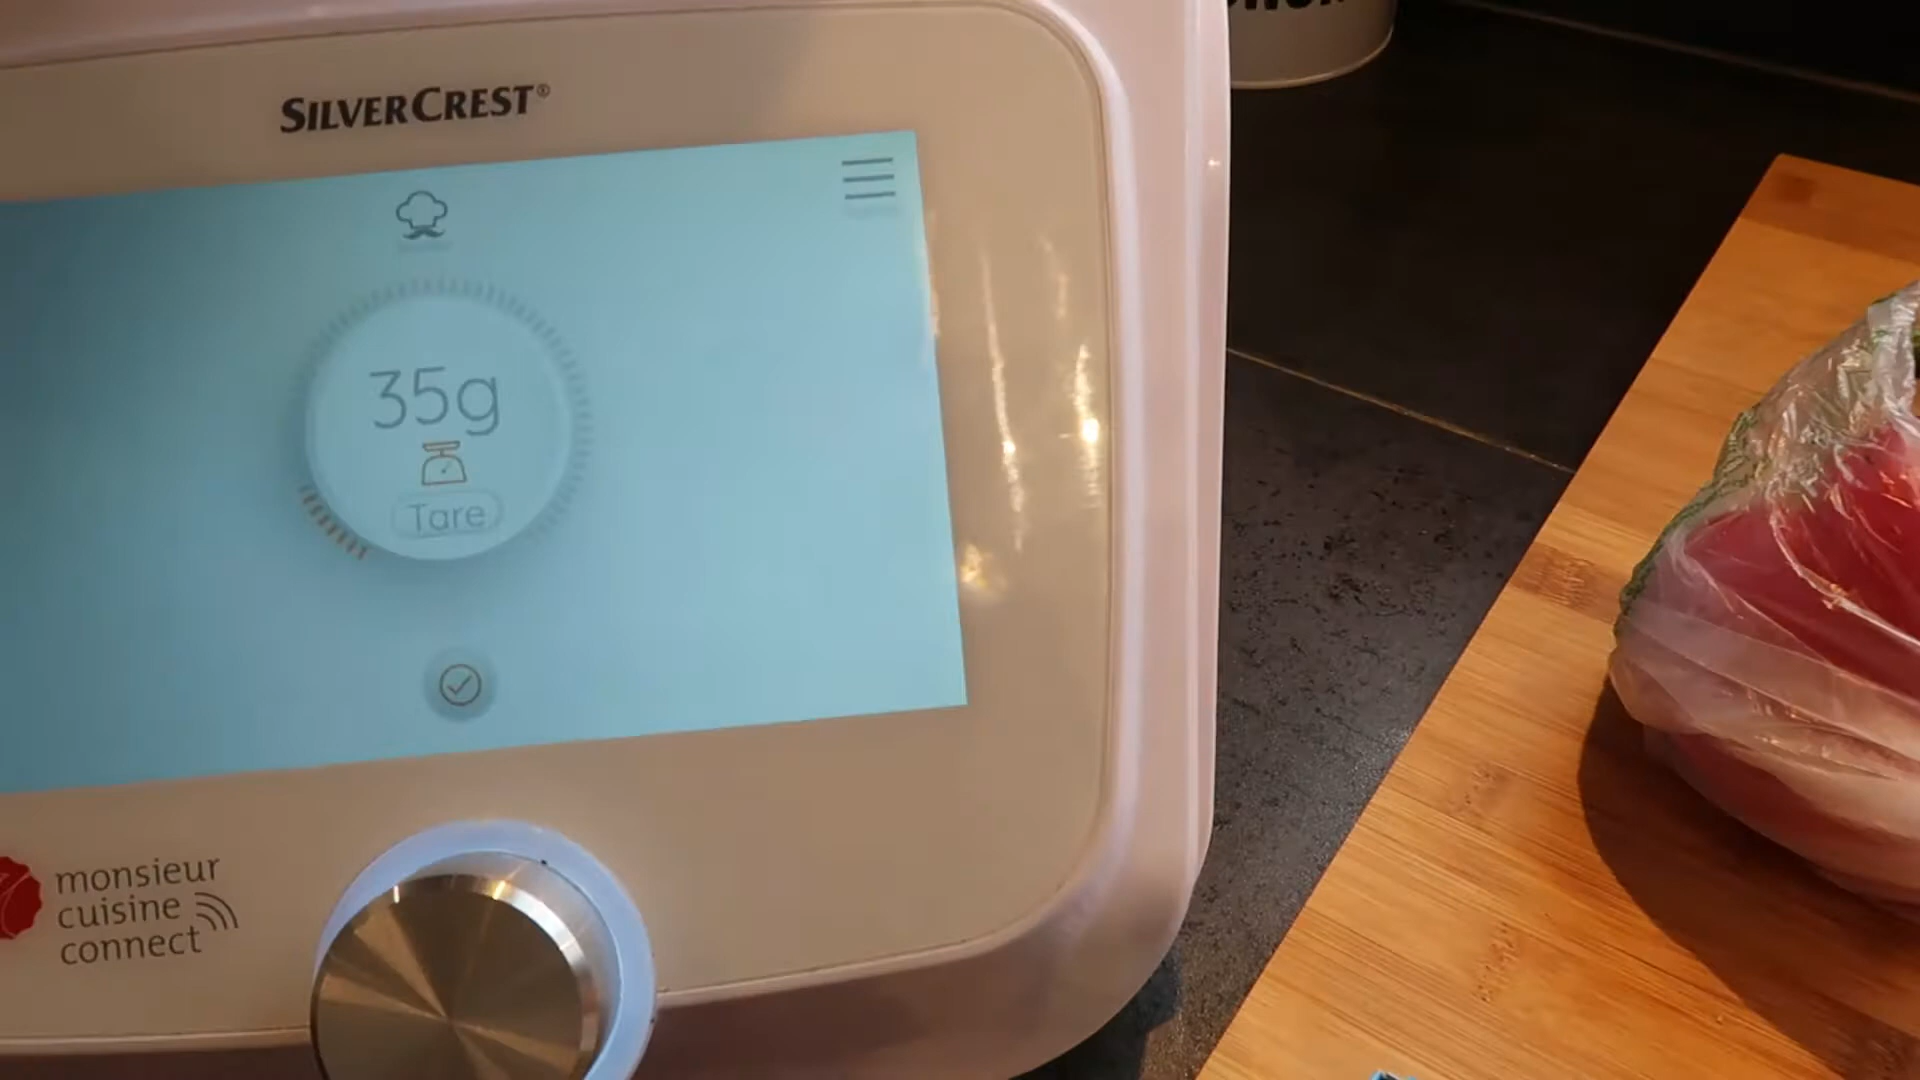 SILVERCREST®
35g
Tare
monsieur
cuisine
connect